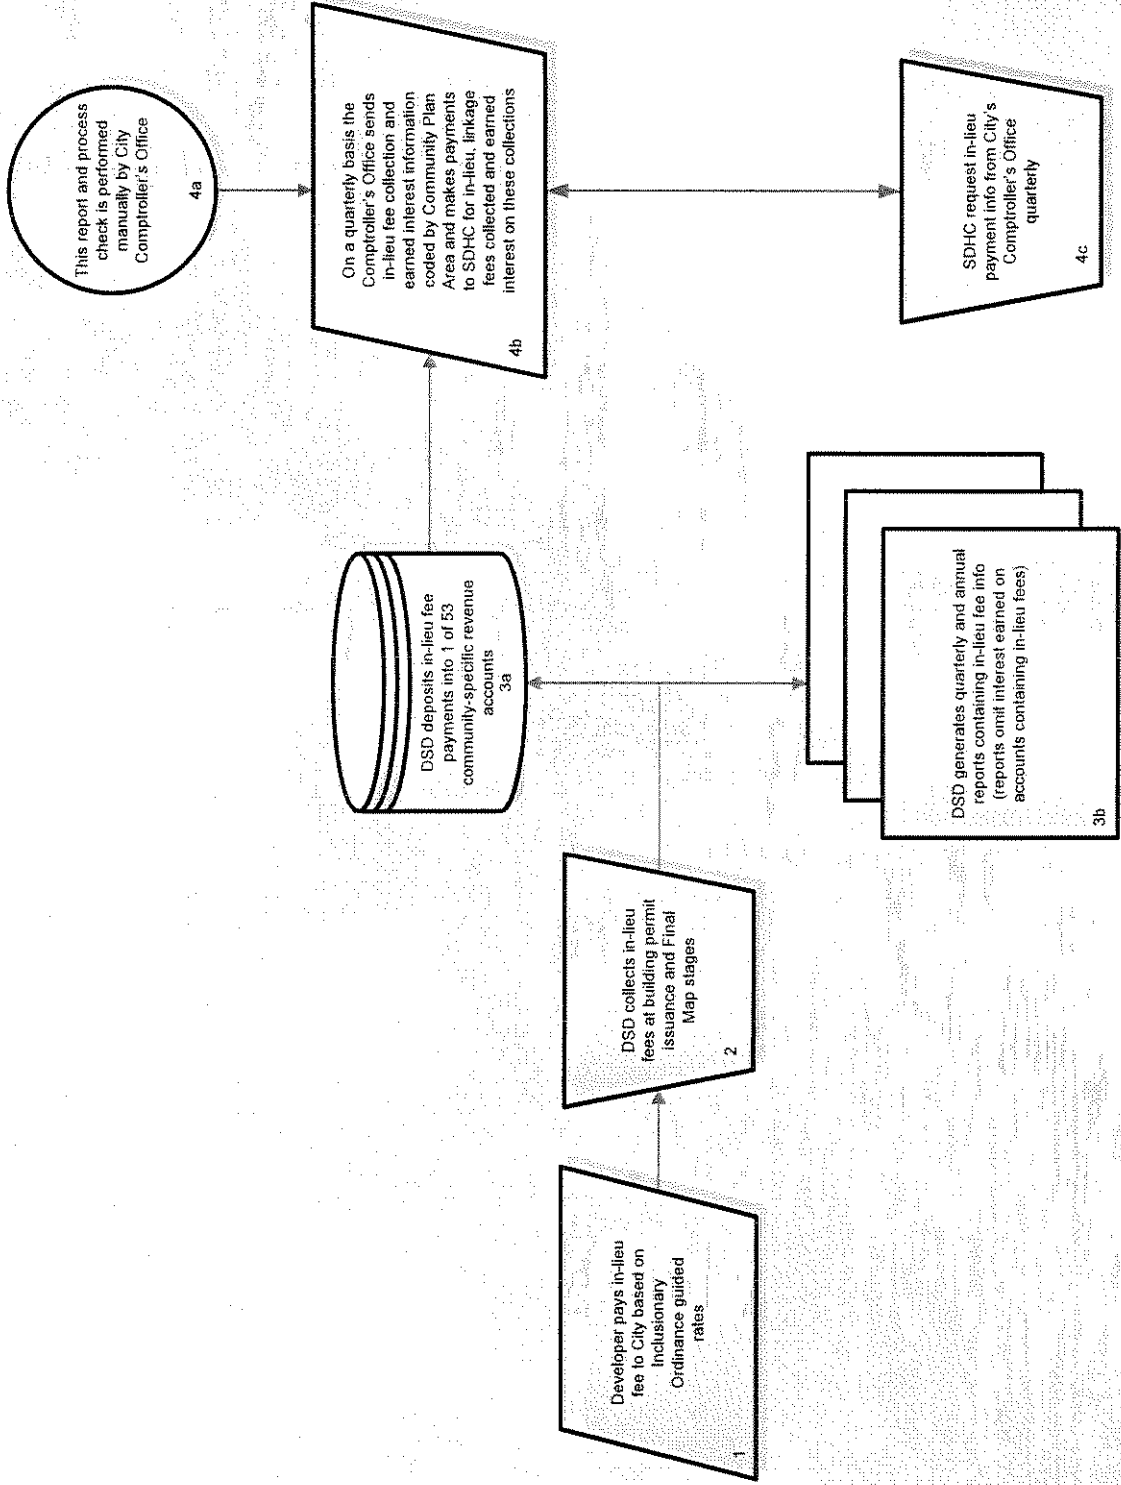 Developer pays in-lieu
fee to City based on
Inclusionary
Ordinance guided
rates
1
DSD collects in-lieu
fees at building permit
issuance and Final
Map stages
2
DSD deposits in-lieu fee
payments into 1 of 53
community-specific revenue
accounts
3a
DSD generates quarterly and annual
reports containing in-lieu fee info
(reports omit interest earned on
accounts containing in-lieu fees)
3b
This report and process
check is performed
manually by City
Comptroller's Office
4a
On a quarterly basis the
Comptroller's Office sends
in-lieu fee collection and
earned interest information
coded by Community Plan
Area and makes payments
to SDHC for in-lieu, linkage
fees collected and earned
interest on these collections
4b
SDHC request in-lieu
payment info from City's
Comptroller's Office
quarterly
4c